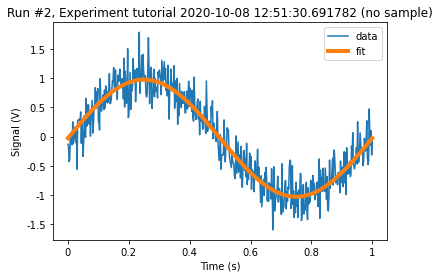 Run #2, Experiment tutorial 2020-10-08 12:51:30.691782 (no sample)
data
fit
Signal (V)
1.5
1
0.5
0
-0.5
-1
-1.5
0
0.2
0.4
0.6
0.8
1
Time (s)